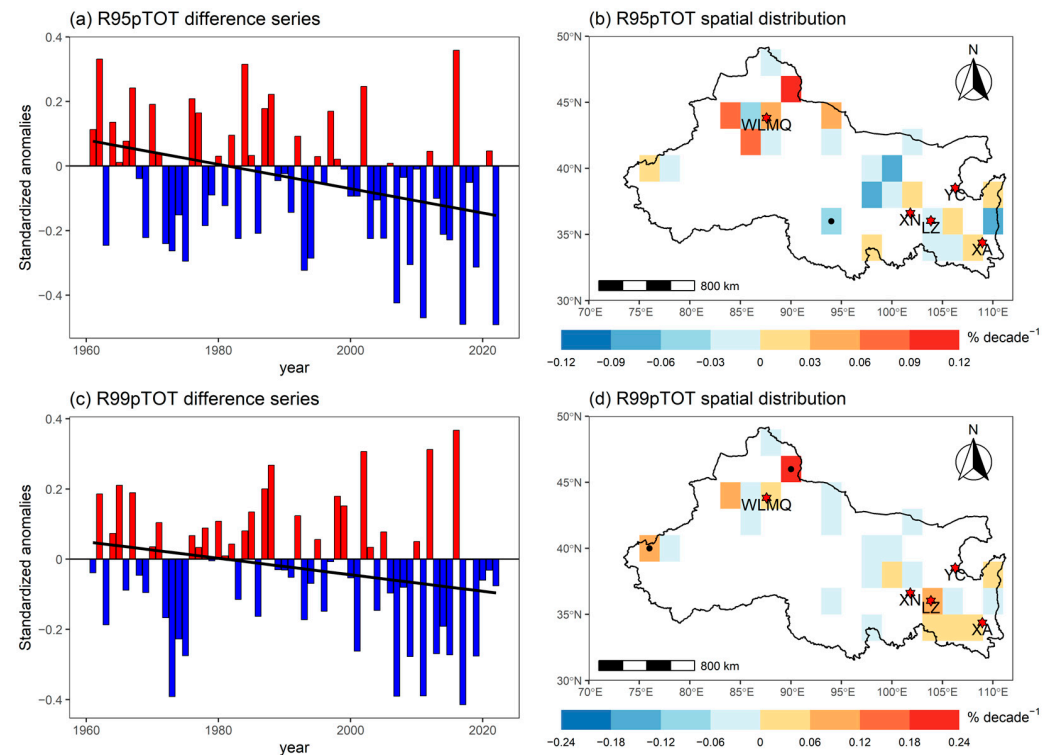 (a) R95pTOT difference series
Standardized anomalies
0.4
0.2
0
−0.2
−0.4
1960 1980 2000 2020
year
(b) R95pTOT spatial distribution
50°N
45°N
40°N
35°N
30°N
N
WLMQ
YC
XN
LZ
XA
800 km
70°E 75°E 80°E 85°E 90°E 95°E 100°E 105°E 110°E
% decade⁻¹
−0.12 −0.09 −0.06 −0.03 0 0.03 0.06 0.09 0.12
(c) R99pTOT difference series
Standardized anomalies
0.4
0.2
0
−0.2
−0.4
1960 1980 2000 2020
year
(d) R99pTOT spatial distribution
50°N
45°N
40°N
35°N
30°N
N
WLMQ
YC
XN
LZ
XA
800 km
70°E 75°E 80°E 85°E 90°E 95°E 100°E 105°E 110°E
% decade⁻¹
−0.24 −0.18 −0.12 −0.06 0 0.06 0.12 0.18 0.24